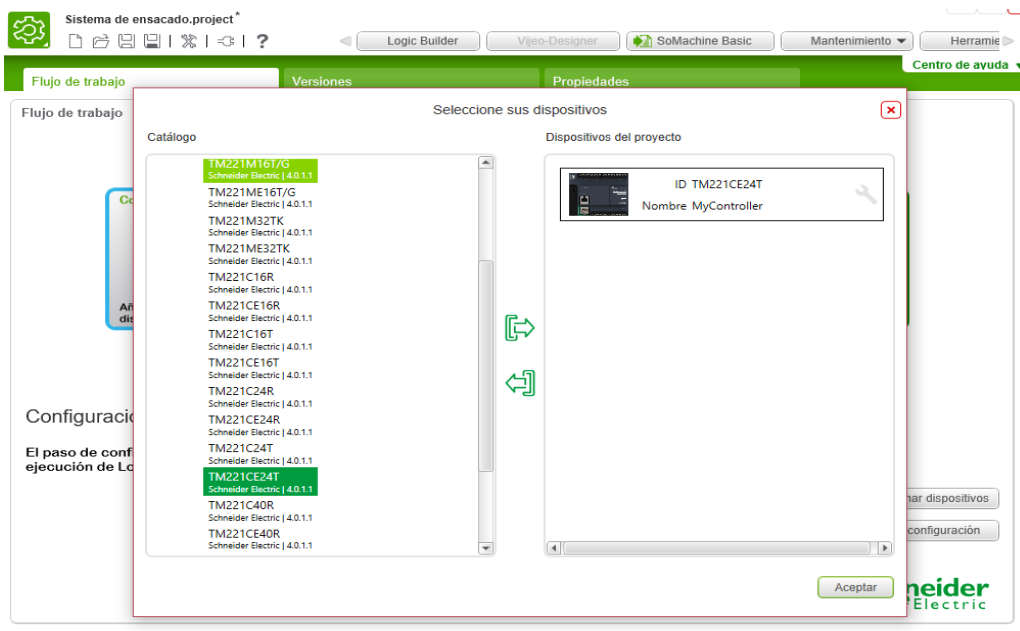 Sistema de ensacado.project*
?
Logic Builder
Vijeo-Designer
SoMachine Basic
Mantenimiento
Herramie
Centro de ayuda
Flujo de trabajo
Versiones
Propiedades
Flujo de trabajo
Seleccione sus dispositivos
Catálogo
Dispositivos del proyecto
TM221M16T/G
Schneider Electric | 4.0.1.1
TM221ME16T/G
Schneider Electric | 4.0.1.1
TM221M32TK
Schneider Electric | 4.0.1.1
TM221ME32TK
Schneider Electric | 4.0.1.1
TM221C16R
Schneider Electric | 4.0.1.1
TM221CE16R
Schneider Electric | 4.0.1.1
TM221C16T
Schneider Electric | 4.0.1.1
TM221CE16T
Schneider Electric | 4.0.1.1
TM221C24R
Schneider Electric | 4.0.1.1
TM221CE24R
Schneider Electric | 4.0.1.1
TM221C24T
Schneider Electric | 4.0.1.1
TM221CE24T
Schneider Electric | 4.0.1.1
TM221C40R
Schneider Electric | 4.0.1.1
TM221CE40R
Schneider Electric | 4.0.1.1
ID TM221CE24T
Nombre MyController
Co
Añ
dis
Configuració
El paso de conf
ejecución de Lo
nar dispositivos
configuración
Aceptar
neider
Electric